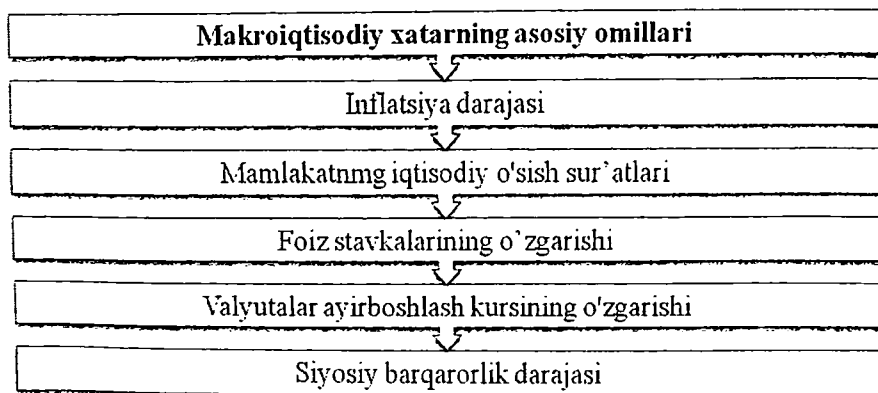 Makroiqtisodiy xatarning asosiy omillari
Inflatsiya darajasi
Mamlakatnmg iqtisodiy o'sish sur`atlari
Foiz stavkalarining o`zgarishi
Valyutalar ayirboshlash kursining o'zgarishi
Siyosiy barqarorlik darajasi